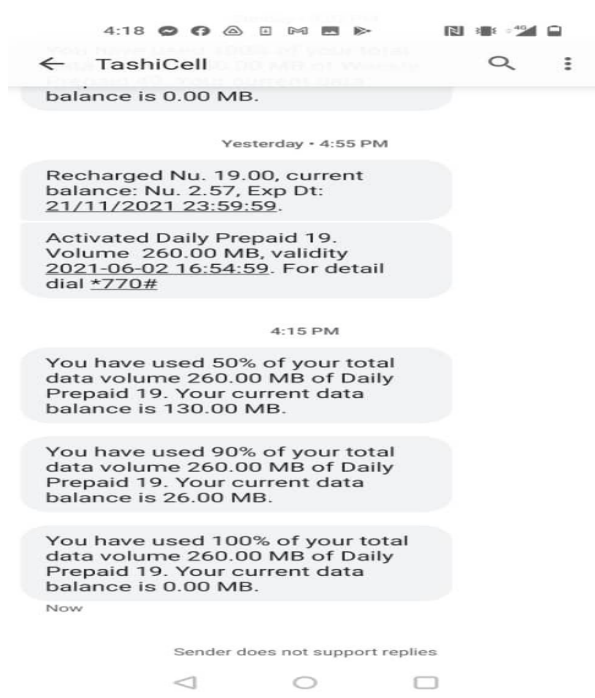 4:18
TashiCell
balance is 0.00 MB.
Yesterday • 4:55 PM
Recharged Nu. 19.00, current
balance: Nu. 2.57, Exp Dt:
21/11/2021 23:59:59.
Activated Daily Prepaid 19.
Volume  260.00 MB, validity
2021-06-02 16:54:59. For detail
dial *770#
4:15 PM
You have used 50% of your total
data volume 260.00 MB of Daily
Prepaid 19. Your current data
balance is 130.00 MB.
You have used 90% of your total
data volume 260.00 MB of Daily
Prepaid 19. Your current data
balance is 26.00 MB.
You have used 100% of your total
data volume 260.00 MB of Daily
Prepaid 19. Your current data
balance is 0.00 MB.
Now
Sender does not support replies